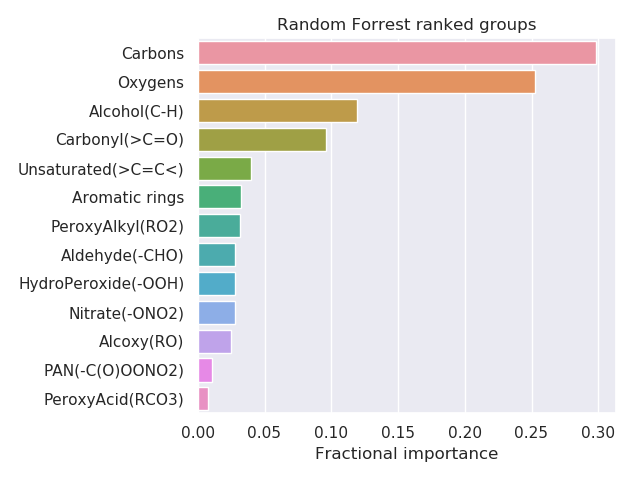 Random Forrest ranked groups
Carbons
Oxygens
Alcohol(C-H)
Carbonyl(>C=O)
Unsaturated(>C=C<)
Aromatic rings
PeroxyAlkyl(RO2)
Aldehyde(-CHO)
HydroPeroxide(-OOH)
Nitrate(-ONO2)
Alcoxy(RO)
PAN(-C(O)OONO2)
PeroxyAcid(RCO3)
0.00 0.05 0.10 0.15 0.20 0.25 0.30
Fractional importance